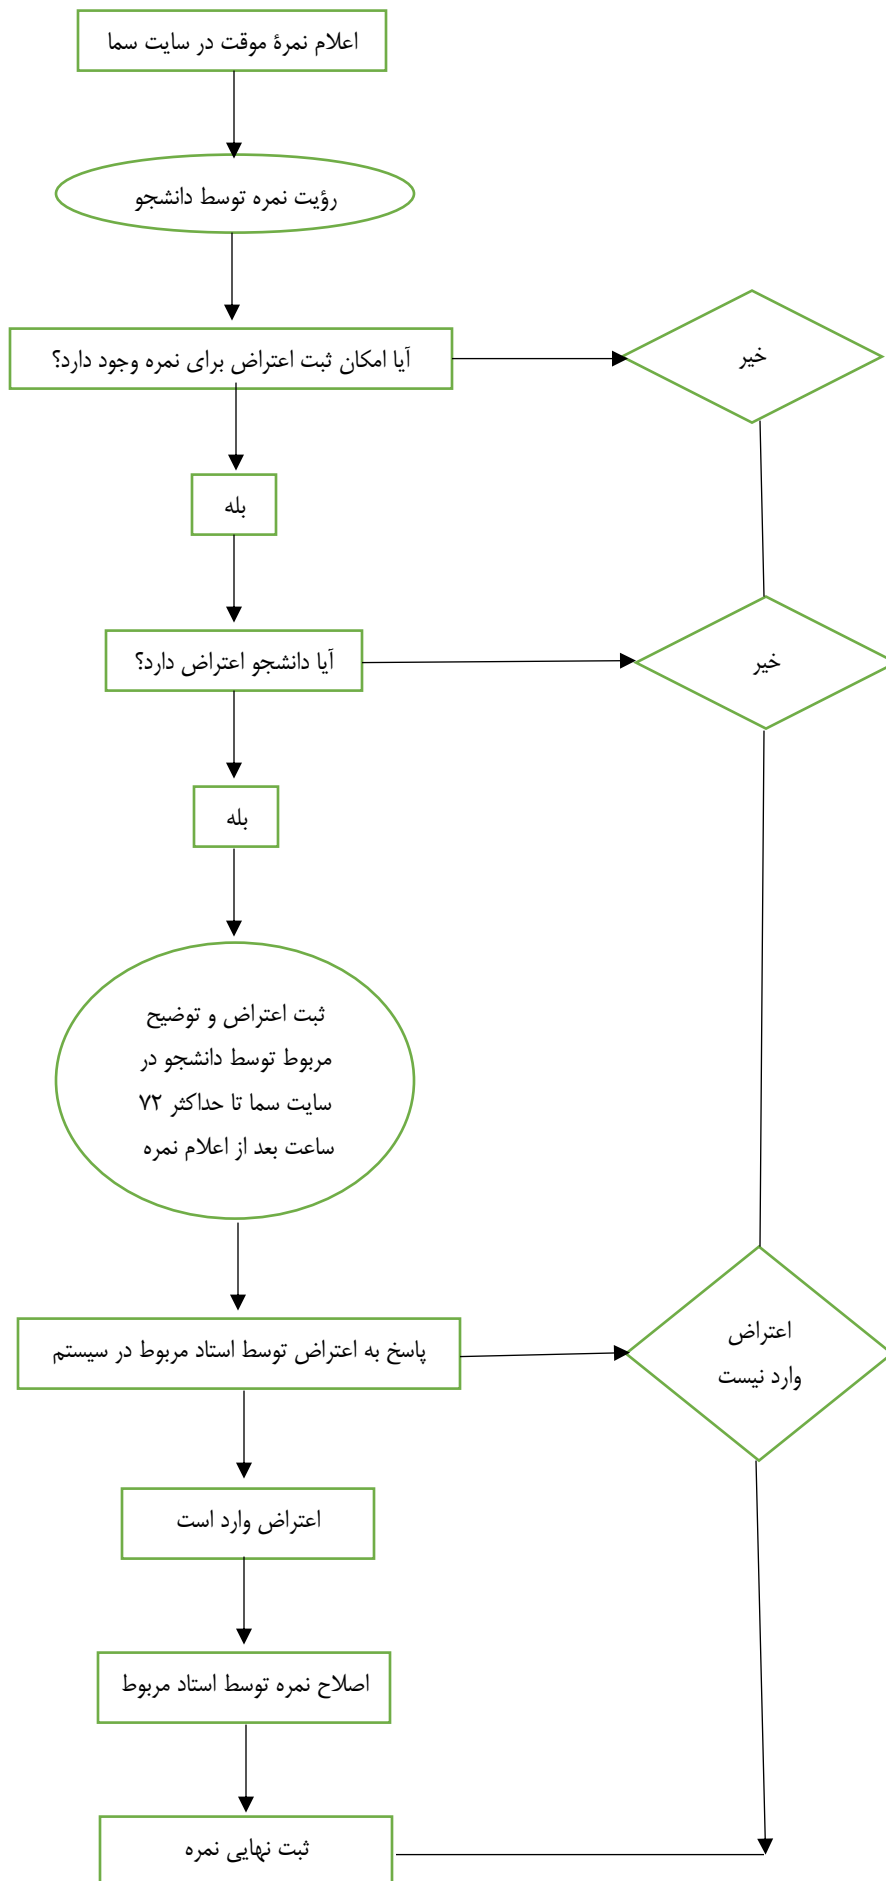 اعلام نمرهٔ موقت در سایت سما
رؤیت نمره توسط دانشجو
آیا امکان ثبت اعتراض برای نمره وجود دارد؟
خیر
بله
آیا دانشجو اعتراض دارد؟
خیر
بله
ثبت اعتراض و توضیح
مربوط توسط دانشجو در
سایت سما تا حداکثر ۷۲
ساعت بعد از اعلام نمره
پاسخ به اعتراض توسط استاد مربوط در سیستم
اعتراض
وارد نیست
اعتراض وارد است
اصلاح نمره توسط استاد مربوط
ثبت نهایی نمره